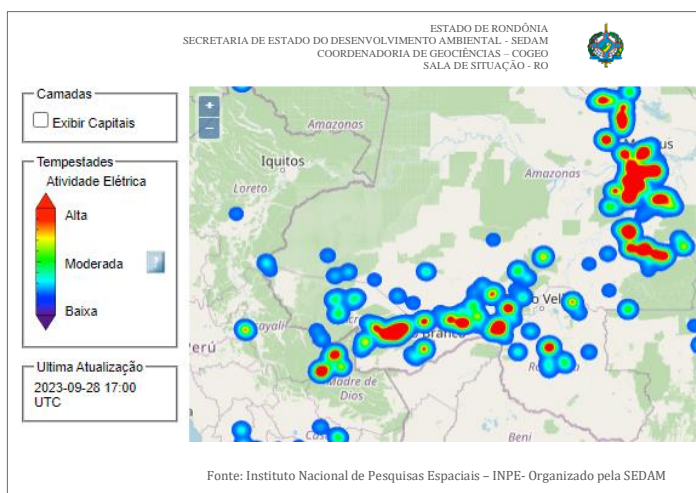 ESTADO DE RONDÔNIA
SECRETARIA DE ESTADO DO DESENVOLVIMENTO AMBIENTAL - SEDAM
COORDENADORIA DE GEOCIÊNCIAS – COGEO
SALA DE SITUAÇÃO - RO
Camadas
Exibir Capitais
Tempestades
Atividade Elétrica
Alta
Moderada
?
Baixa
Ultima Atualização
2023-09-28 17:00
UTC
+
−
Amazonas
Iquitos
Loreto
Amazonas
Perú
Madre de
Dios
Beni
Fonte: Instituto Nacional de Pesquisas Espaciais – INPE- Organizado pela SEDAM